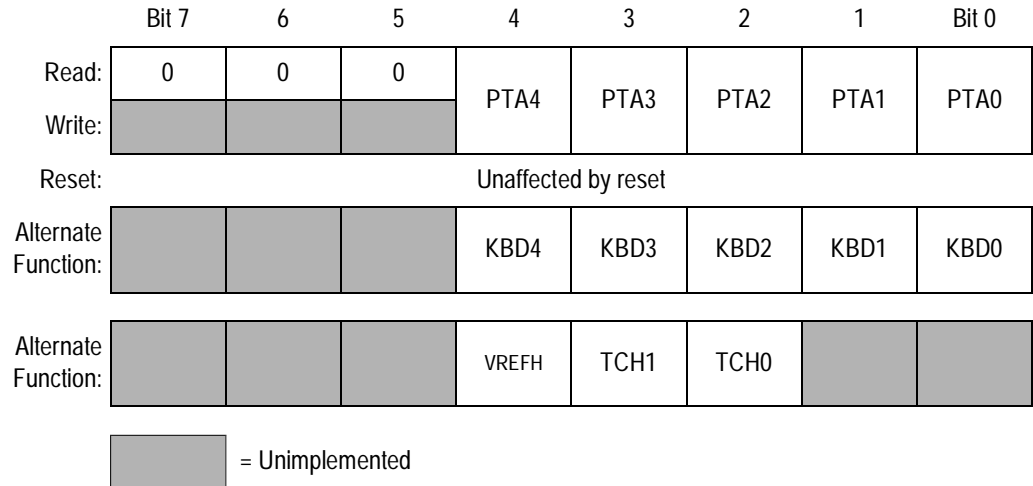 Bit 7 6 5 4 3 2 1 Bit 0
Read: 0 0 0 PTA4 PTA3 PTA2 PTA1 PTA0
Write:
Reset: Unaffected by reset
Alternate
Function: KBD4 KBD3 KBD2 KBD1 KBD0
Alternate
Function: VREFH TCH1 TCH0
= Unimplemented